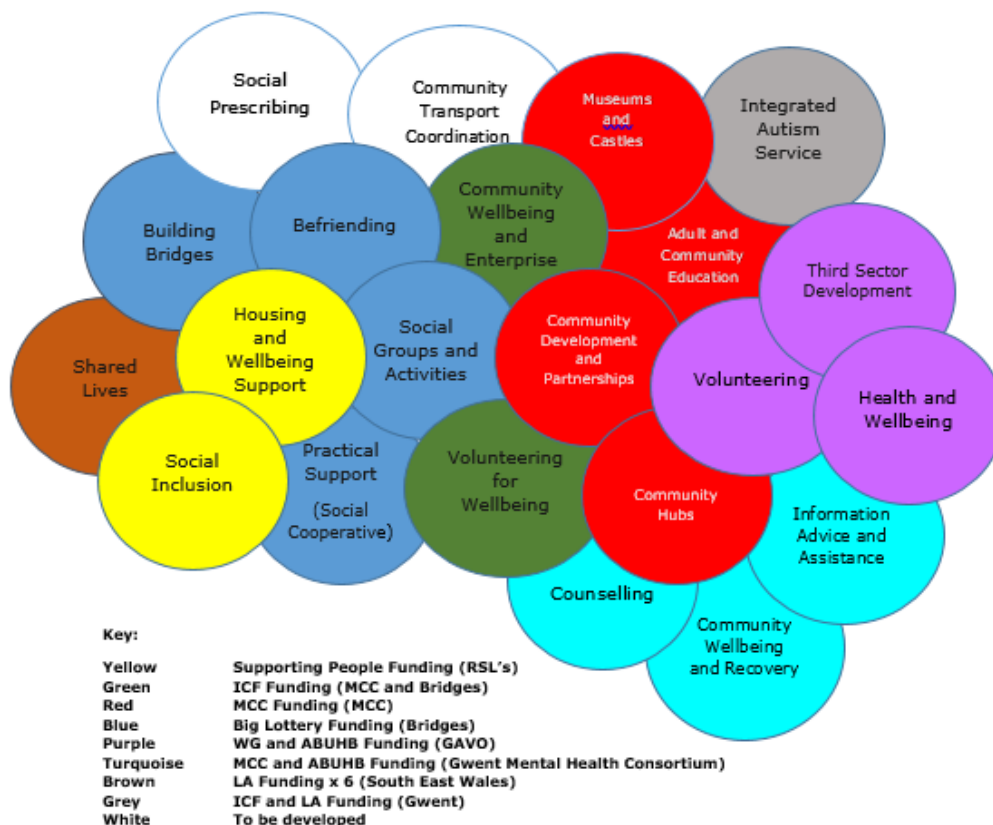 Social
Prescribing
Community
Transport
Coordination
Museums
and
Castles
Integrated
Autism
Service
Building
Bridges
Befriending
Community
Wellbeing
and
Enterprise
Adult and
Community
Education
Third Sector
Development
Shared
Lives
Housing
and
Wellbeing
Support
Social
Groups and
Activities
Community
Development
and
Partnerships
Volunteering
Health and
Wellbeing
Social
Inclusion
Practical
Support
(Social
Cooperative)
Volunteering
for
Wellbeing
Community
Hubs
Information
Advice and
Assistance
Counselling
Community
Wellbeing
and Recovery
Key:
Yellow Supporting People Funding (RSL's)
Green ICF Funding (MCC and Bridges)
Red MCC Funding (MCC)
Blue Big Lottery Funding (Bridges)
Purple WG and ABUHB Funding (GAVO)
Turquoise MCC and ABUHB Funding (Gwent Mental Health Consortium)
Brown LA Funding x 6 (South East Wales)
Grey ICF and LA Funding (Gwent)
White To be developed